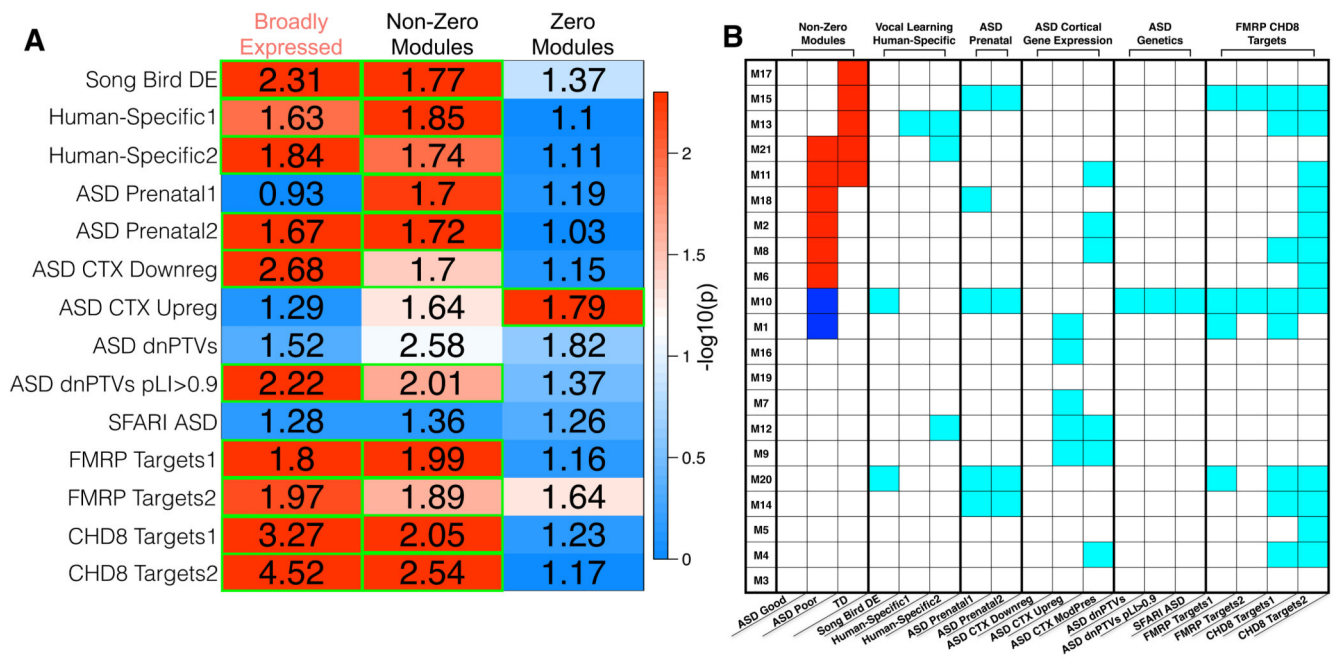 A
Broadly
Expressed
Non-Zero
Modules
Zero
Modules
Song Bird DE 2.31 1.77 1.37
Human-Specific1 1.63 1.85 1.1
Human-Specific2 1.84 1.74 1.11
ASD Prenatal1 0.93 1.7 1.19
ASD Prenatal2 1.67 1.72 1.03
ASD CTX Downreg 2.68 1.7 1.15
ASD CTX Upreg 1.29 1.64 1.79
ASD dnPTVs 1.52 2.58 1.82
ASD dnPTVs pLI>0.9 2.22 2.01 1.37
SFARI ASD 1.28 1.36 1.26
FMRP Targets1 1.8 1.99 1.16
FMRP Targets2 1.97 1.89 1.64
CHD8 Targets1 3.27 2.05 1.23
CHD8 Targets2 4.52 2.54 1.17
2
1.5
1
0.5
0
-log10(p)
B
Non-Zero
Modules
Vocal Learning
Human-Specific
ASD
Prenatal
ASD Cortical
Gene Expression
ASD
Genetics
FMRP CHD8
Targets
M17
M15
M13
M21
M11
M18
M2
M8
M6
M10
M1
M16
M19
M7
M12
M9
M20
M14
M5
M4
M3
ASD Good
ASD Poor
TD
Song Bird DE
Human-Specific1
Human-Specific2
ASD Prenatal1
ASD Prenatal2
ASD CTX Downreg
ASD CTX Upreg
ASD CTX ModPres
ASD dnPTVs
ASD dnPTVs pLI>0.9
SFARI ASD
FMRP Targets1
FMRP Targets2
CHD8 Targets1
CHD8 Targets2